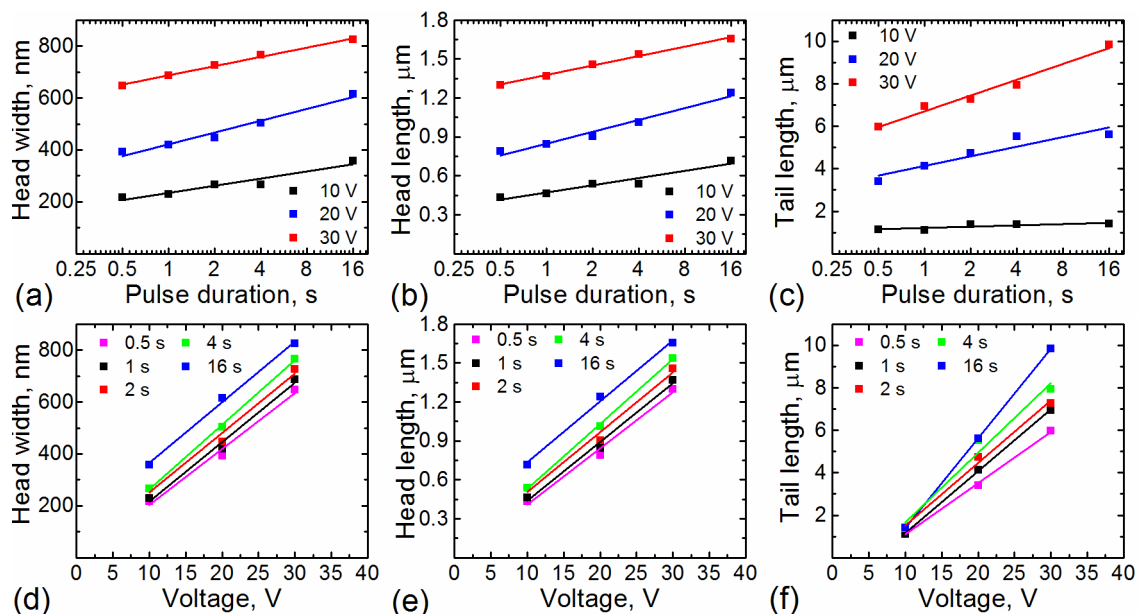 Head width, nm
800
600
400
200
10 V
20 V
30 V
0.25 0.5 1 2 4 16
(a) Pulse duration, s
Head length, μm
1.8
1.5
1.2
0.9
0.6
0.3
10 V
20 V
30 V
0.25 0.5 1 2 4 16
(b) Pulse duration, s
Tail length, μm
10
8
6
4
2
10 V
20 V
30 V
0.25 0.5 1 2 4 16
(c) Pulse duration, s
Head width, nm
800
600
400
200
0.5 s 4 s
1 s 16 s
2 s
0 5 10 15 20 25 30 35 40
(d) Voltage, V
Head length, μm
1.8
1.5
1.2
0.9
0.6
0.3
0.5 s 4 s
1 s 16 s
2 s
0 5 10 15 20 25 30 35 40
(e) Voltage, V
Tail length, μm
10
8
6
4
2
0.5 s 4 s
1 s 16 s
2 s
0 5 10 15 20 25 30 35 40
(f) Voltage, V